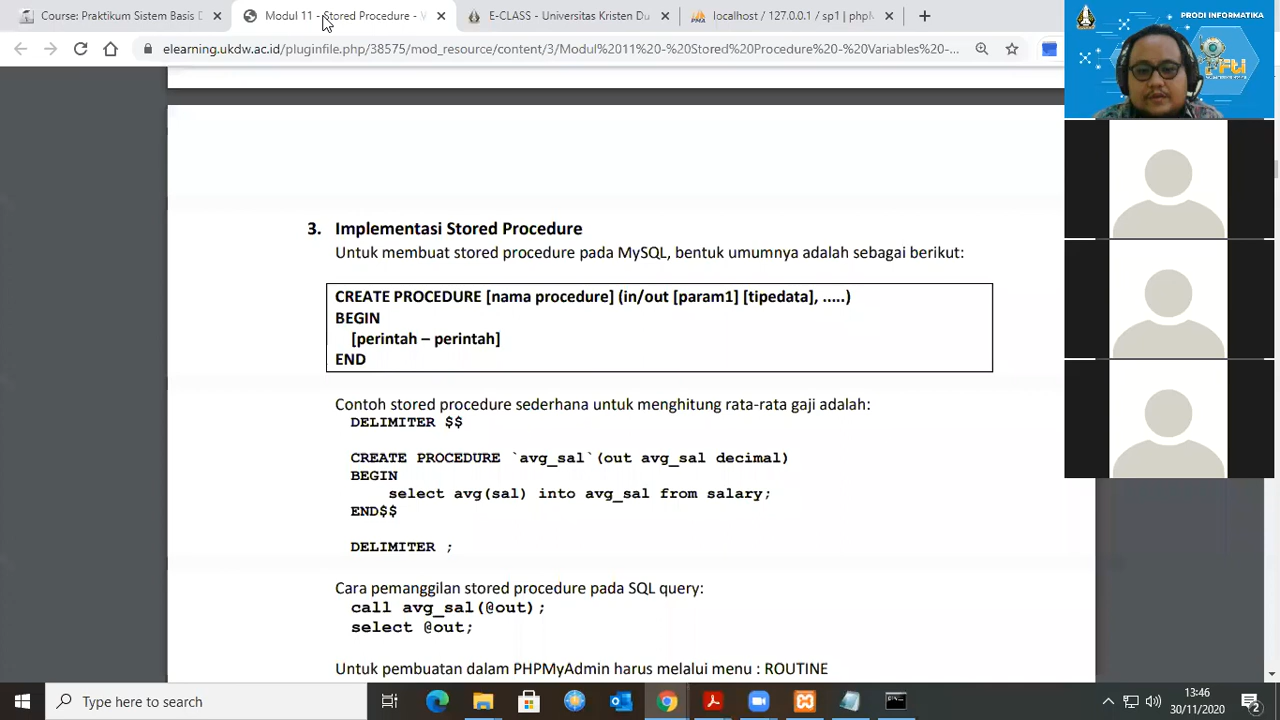 Course: Praktikum Sistem Basis D
Modul 11 - Stored Procedure - V
E-CLASS - Universitas Kristen Du
localhost / 127.0.0.1 / sp1 | php
elearning.ukdw.ac.id/pluginfile.php/38575/mod_resource/content/3/Modul%2011%20-%20Stored%20Procedure%20-%20Variables%20-...
PRODI INFORMATIKA
3. Implementasi Stored Procedure
Untuk membuat stored procedure pada MySQL, bentuk umumnya adalah sebagai berikut:
CREATE PROCEDURE [nama procedure] (in/out [param1] [tipedata], .....)
BEGIN
[perintah – perintah]
END
Contoh stored procedure sederhana untuk menghitung rata-rata gaji adalah:
DELIMITER $$
CREATE PROCEDURE `avg_sal`(out avg_sal decimal)
BEGIN
select avg(sal) into avg_sal from salary;
END$$
DELIMITER ;
Cara pemanggilan stored procedure pada SQL query:
call avg_sal(@out);
select @out;
Untuk pembuatan dalam PHPMyAdmin harus melalui menu : ROUTINE
Type here to search
13:46
30/11/2020
2